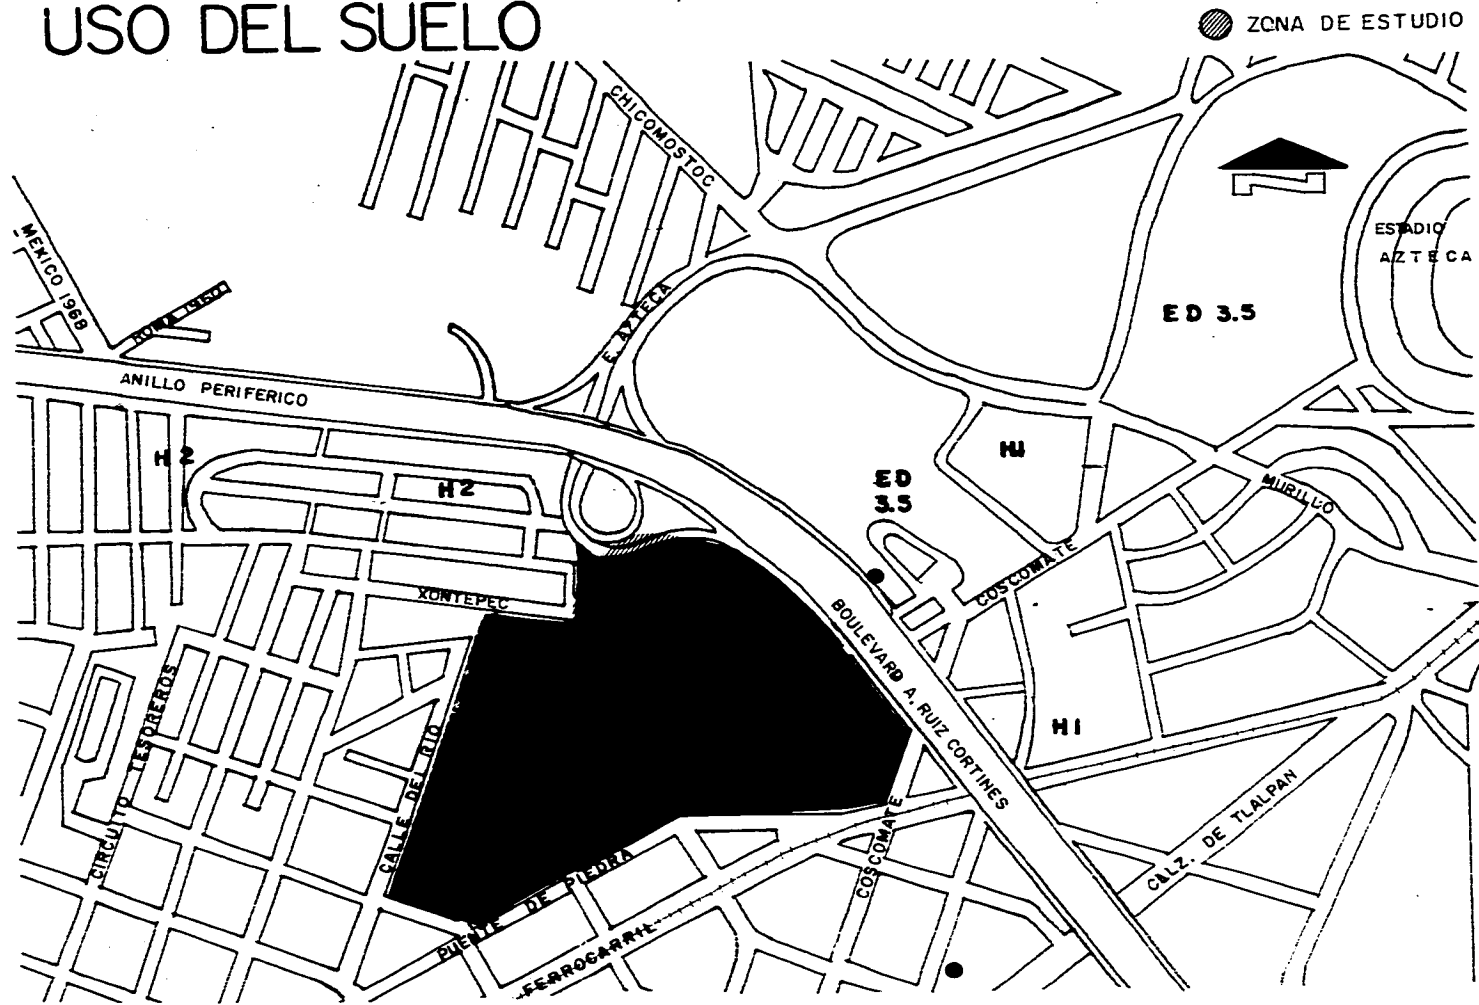 USO DEL SUELO
ZONA DE ESTUDIO
CHICOMOSTOC
MEXICO 1968
ROMA 1960
ESTADIO
AZTECA
E. AZTECA
ED 3.5
ANILLO PERIFERICO
H 2
H 2
H1
ED
3.5
MURILLO
COSCOMATE
XONTEPEC
BOULEVARD A. RUIZ CORTINES
H1
CIRCUITO TESOREROS
CALLE DEL RIO
COSCOMATE
CALZ. DE TLALPAN
PUENTE DE PIEDRA
FERROCARRIL